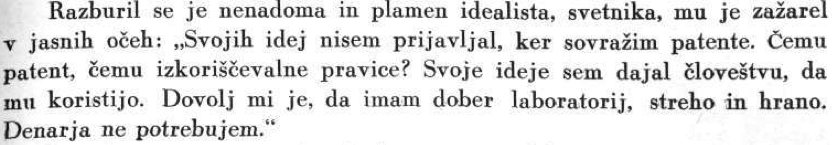 Razburil se je nenadoma in plamen idealista, svetnika, mu je zažarel
v jasnih očeh: „Svojih idej nisem prijavljal, ker sovražim patente. Čemu
patent, čemu izkoriščevalne pravice? Svoje ideje sem dajal človeštvu, da
mu koristijo. Dovolj mi je, da imam dober laboratorij, streho in hrano.
Denarja ne potrebujem.“